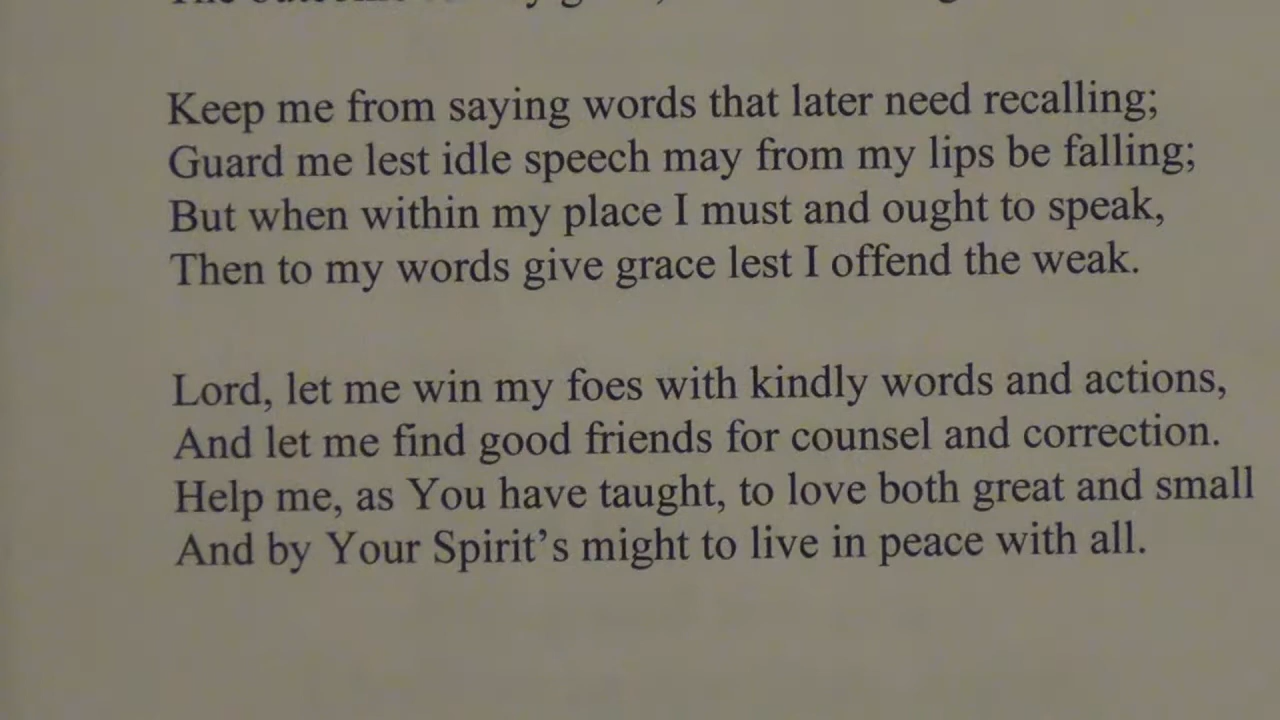 Keep me from saying words that later need recalling;
Guard me lest idle speech may from my lips be falling;
But when within my place I must and ought to speak,
Then to my words give grace lest I offend the weak.
Lord, let me win my foes with kindly words and actions,
And let me find good friends for counsel and correction.
Help me, as You have taught, to love both great and small
And by Your Spirit’s might to live in peace with all.